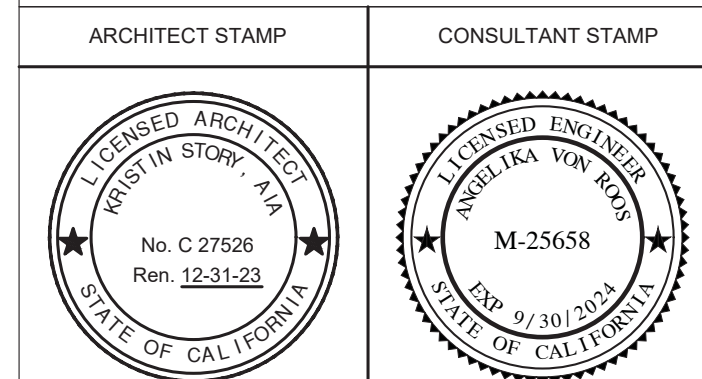 ARCHITECT STAMP
CONSULTANT STAMP
LICENSED ARCHITECT
KRISTIN STORY, AIA
No. C 27526
Ren. 12-31-23
STATE OF CALIFORNIA
LICENSED ENGINEER
ANGELIKA VON ROOS
M-25658
EXP 9/30/2024
STATE OF CALIFORNIA